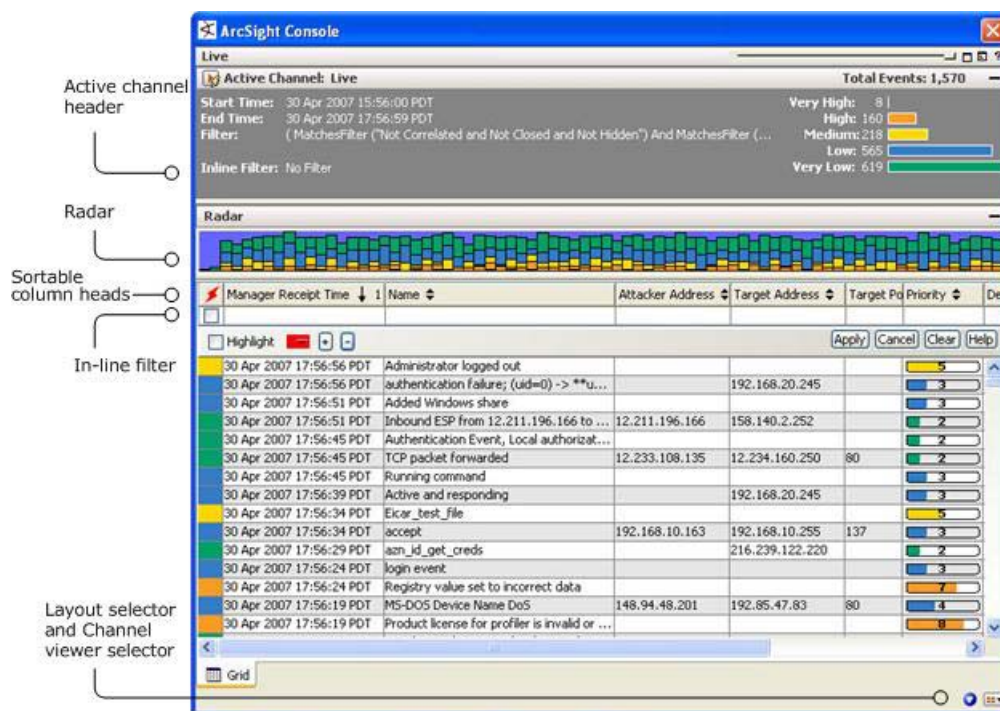 ArcSight Console
Live
Active channel header
Active Channel: Live Total Events: 1,570
Start Time: 30 Apr 2007 15:56:00 PDT
End Time: 30 Apr 2007 17:56:59 PDT
Filter: ( MatchesFilter ("Not Correlated and Not Closed and Not Hidden") And MatchesFilter (...
Inline Filter: No Filter
Very High: 8
High: 160
Medium: 218
Low: 565
Very Low: 619
Radar
Radar
Sortable column heads
Manager Receipt Time 1 Name Attacker Address Target Address Target Po Priority De
In-line filter
Highlight Apply Cancel Clear Help
30 Apr 2007 17:56:56 PDT Administrator logged out 5
30 Apr 2007 17:56:56 PDT authentication failure; (uid=0) -> **u... 192.168.20.245 3
30 Apr 2007 17:56:51 PDT Added Windows share 3
30 Apr 2007 17:56:51 PDT Inbound ESP from 12.211.196.166 to ... 12.211.196.166 158.140.2.252 2
30 Apr 2007 17:56:45 PDT Authentication Event, Local authorizat... 2
30 Apr 2007 17:56:45 PDT TCP packet forwarded 12.233.108.135 12.234.160.250 80 2
30 Apr 2007 17:56:45 PDT Running command 3
30 Apr 2007 17:56:39 PDT Active and responding 192.168.20.245 3
30 Apr 2007 17:56:34 PDT Eicar_test_file 5
30 Apr 2007 17:56:34 PDT accept 192.168.10.163 192.168.10.255 137 3
30 Apr 2007 17:56:29 PDT azn_id_get_creds 216.239.122.220 2
30 Apr 2007 17:56:24 PDT login event 3
30 Apr 2007 17:56:24 PDT Registry value set to incorrect data 7
30 Apr 2007 17:56:19 PDT MS-DOS Device Name DoS 148.94.48.201 192.85.47.83 80 4
30 Apr 2007 17:56:19 PDT Product license for profiler is invalid or ... 8
Layout selector and Channel viewer selector
Grid